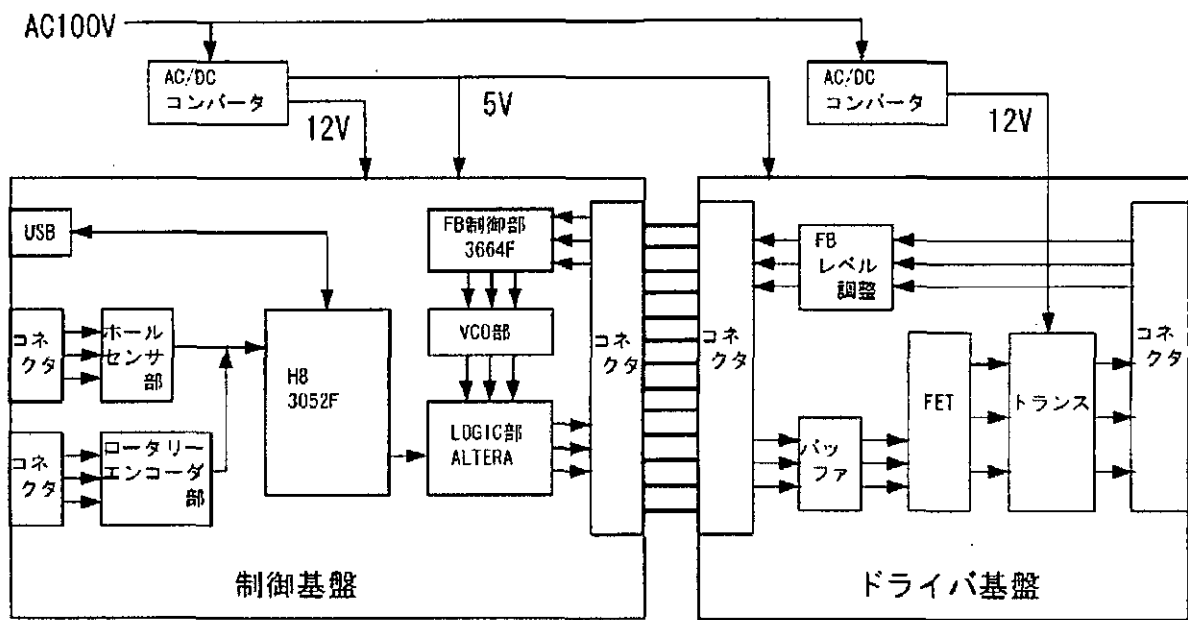 AC100V
AC/DC
コンバータ
12V
5V
AC/DC
コンバータ
12V
USB
FB制御部
3664F
VCO部
コネ
クタ
ホール
センサ
部
H8
3052F
LOGIC部
ALTERA
コネ
クタ
ロータリー
エンコーダ
部
コネ
クタ
制御基盤
コネ
クタ
FB
レベル
調整
バッ
ファ
FET
トランス
コネ
クタ
ドライバ基盤